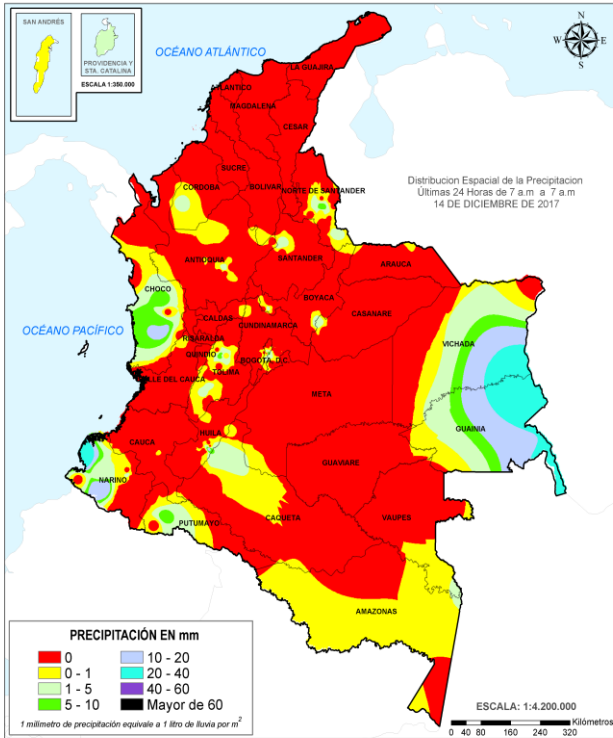 SAN ANDRÉS
PROVIDENCIA Y
STA. CATALINA
ESCALA 1:350.000
OCÉANO ATLÁNTICO
N
W E
S
LA GUAJIRA
ATLANTICO
MAGDALENA
CESAR
Distribucion Espacial de la Precipitacion
Últimas 24 Horas de 7 a.m a 7 a.m
14 DE DICIEMBRE DE 2017
SUCRE
CORDOBA
BOLIVAR
NORTE DE SANTANDER
ANTIOQUIA
SANTANDER
ARAUCA
CHOCO
BOYACA
CASANARE
OCÉANO PACÍFICO
CALDAS
CUNDINAMARCA
RISARALDA
VICHADA
QUINDIO
BOGOTA, D.C.
TOLIMA
VALLE DEL CAUCA
META
GUAINIA
HUILA
CAUCA
GUAVIARE
NARIÑO
VAUPES
PUTUMAYO
CAQUETA
AMAZONAS
PRECIPITACIÓN EN mm
0
0 - 1
1 - 5
5 - 10
10 - 20
20 - 40
40 - 60
Mayor de 60
1 milímetro de precipitación equivale a 1 litro de lluvia por m²
ESCALA: 1:4.200.000
0 40 80 160 240 320 Kilómetros